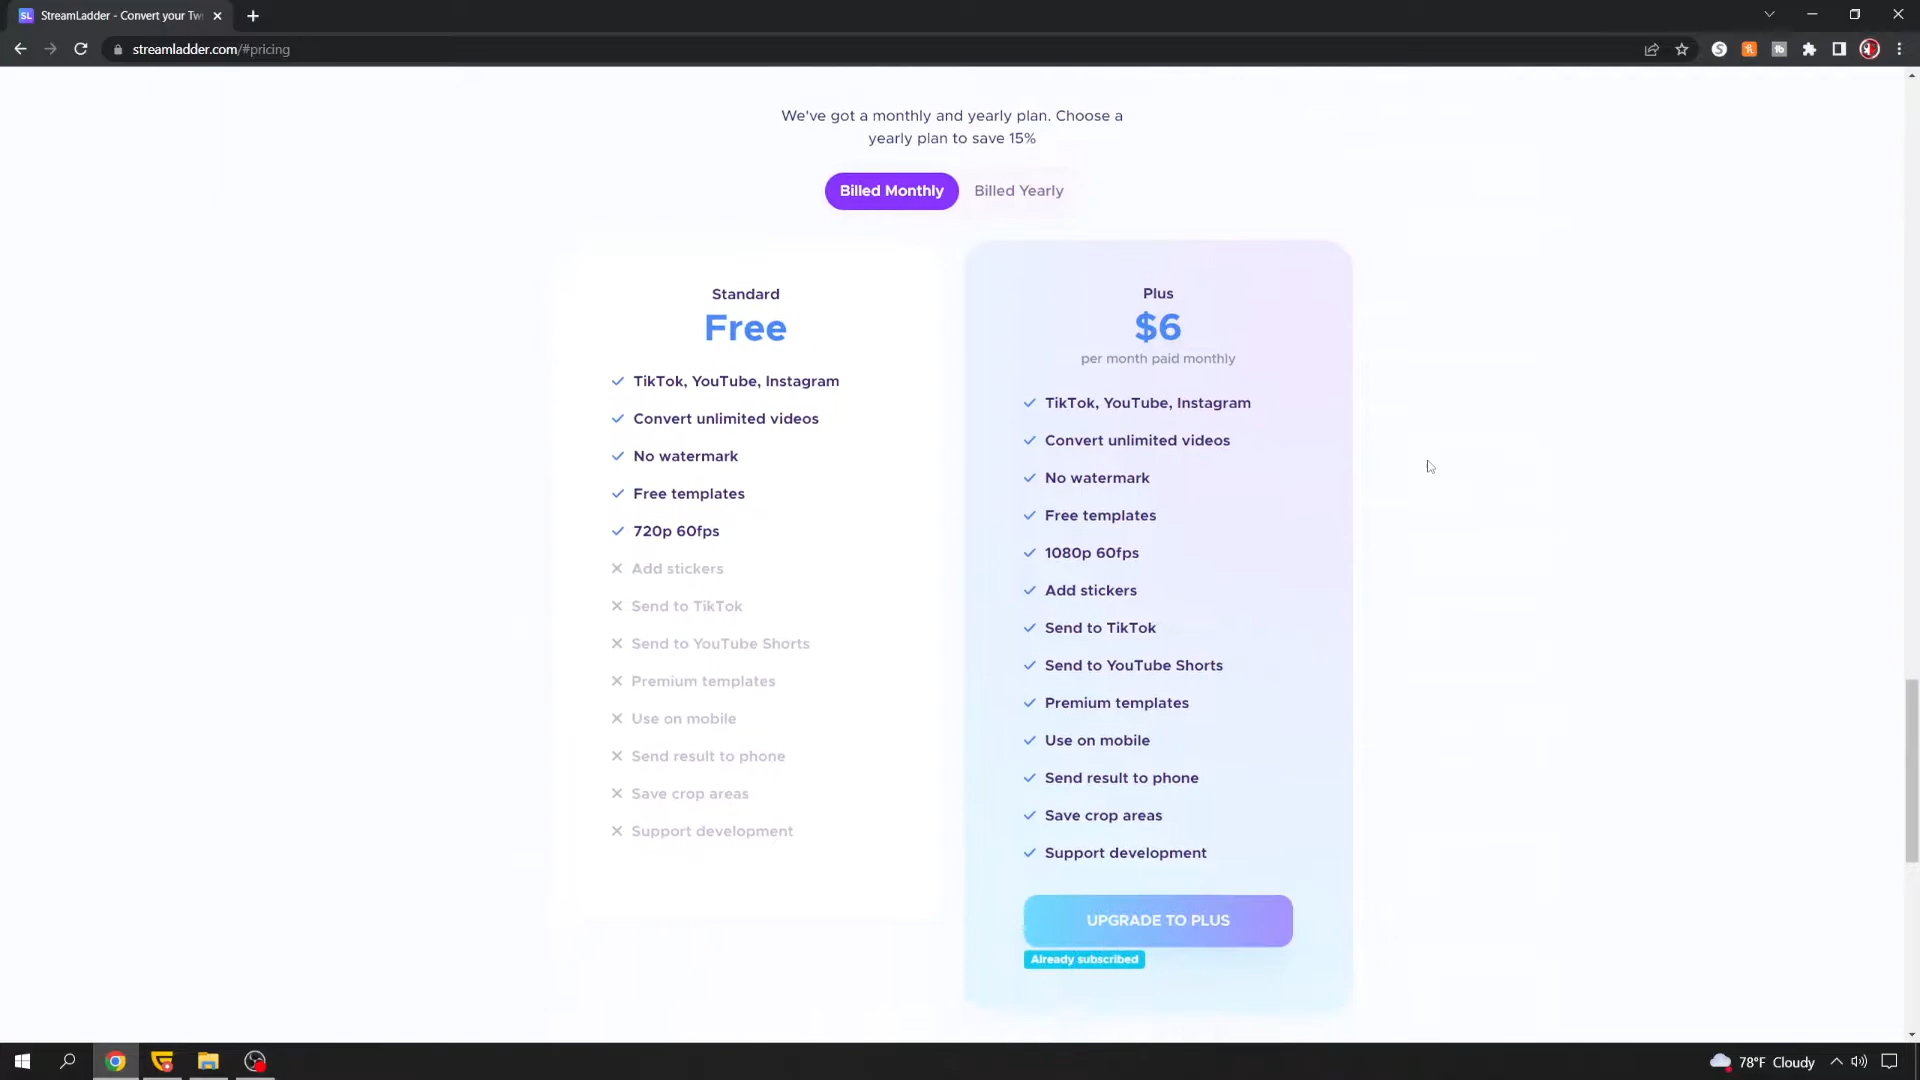 StreamLadder - Convert your Tw
streamladder.com/#pricing
We've got a monthly and yearly plan. Choose a
yearly plan to save 15%
Billed Monthly
Billed Yearly
Standard
Free
TikTok, YouTube, Instagram
Convert unlimited videos
No watermark
Free templates
720p 60fps
Add stickers
Send to TikTok
Send to YouTube Shorts
Premium templates
Use on mobile
Send result to phone
Save crop areas
Support development
Plus
$6
per month paid monthly
TikTok, YouTube, Instagram
Convert unlimited videos
No watermark
Free templates
1080p 60fps
Add stickers
Send to TikTok
Send to YouTube Shorts
Premium templates
Use on mobile
Send result to phone
Save crop areas
Support development
UPGRADE TO PLUS
Already subscribed
78°F Cloudy